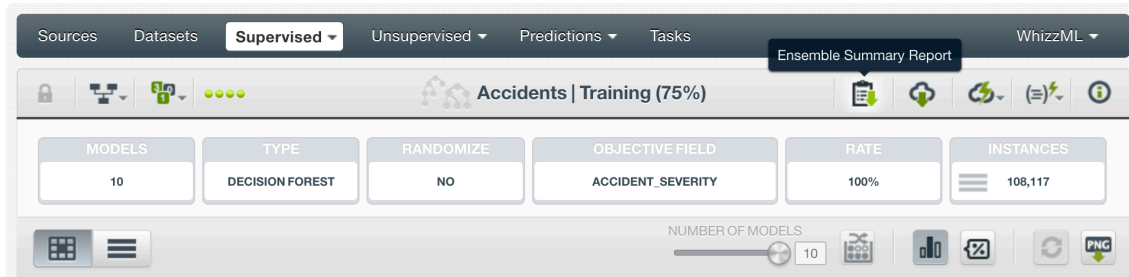 Sources Datasets Supervised Unsupervised Predictions Tasks WhizzML
Ensemble Summary Report
Accidents | Training (75%)
MODELS TYPE RANDOMIZE OBJECTIVE FIELD RATE INSTANCES
10 DECISION FOREST NO ACCIDENT_SEVERITY 100% 108,117
NUMBER OF MODELS
10
PNG